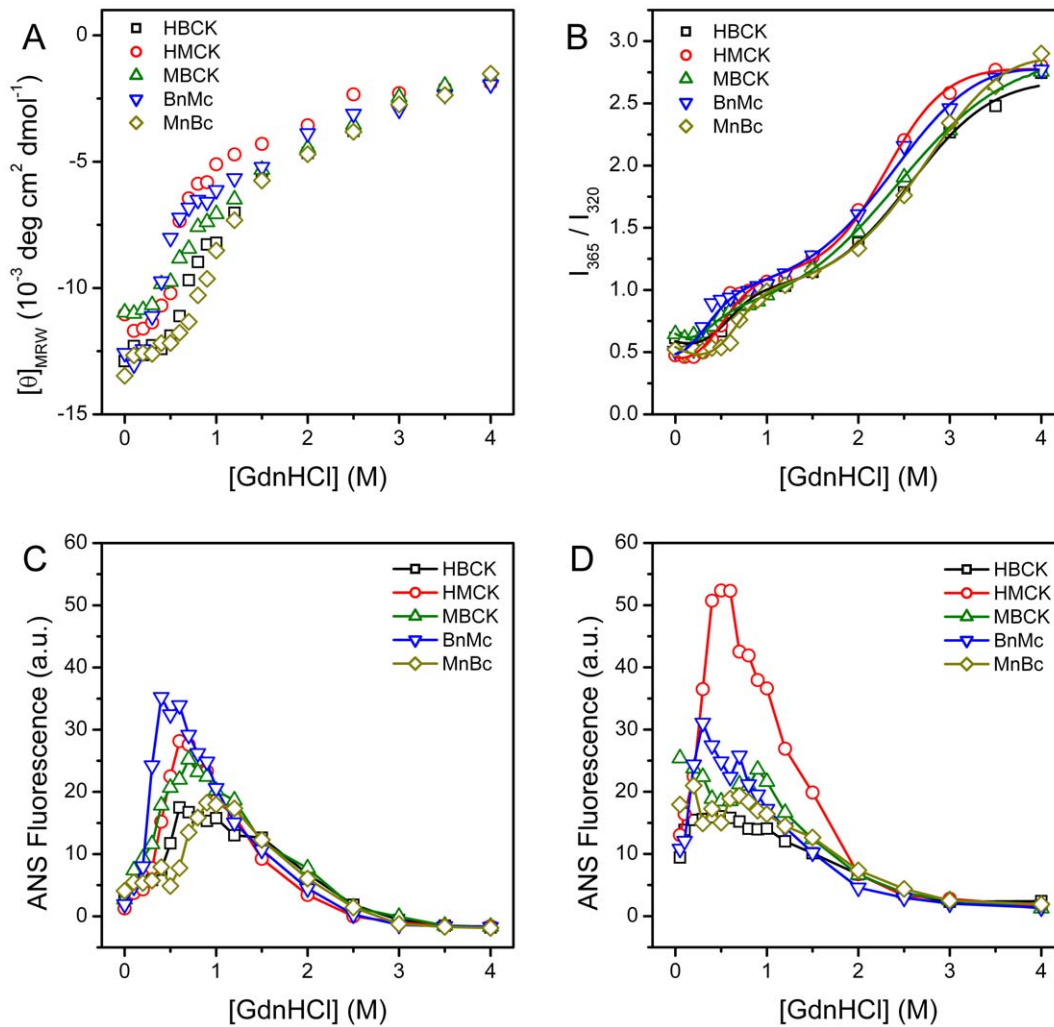 A
HBCK
HMCK
MBCK
BnMc
MnBc
0
-5
-10
-15
[θ]MRW (10-3 deg cm2 dmol-1)
0 1 2 3 4
[GdnHCl] (M)
B
HBCK
HMCK
MBCK
BnMc
MnBc
3.0
2.5
2.0
1.5
1.0
0.5
0.0
I365 / I320
0 1 2 3 4
[GdnHCl] (M)
C
HBCK
HMCK
MBCK
BnMc
MnBc
60
50
40
30
20
10
0
ANS Fluorescence (a.u.)
0 1 2 3 4
[GdnHCl] (M)
D
HBCK
HMCK
MBCK
BnMc
MnBc
60
50
40
30
20
10
0
ANS Fluorescence (a.u.)
0 1 2 3 4
[GdnHCl] (M)